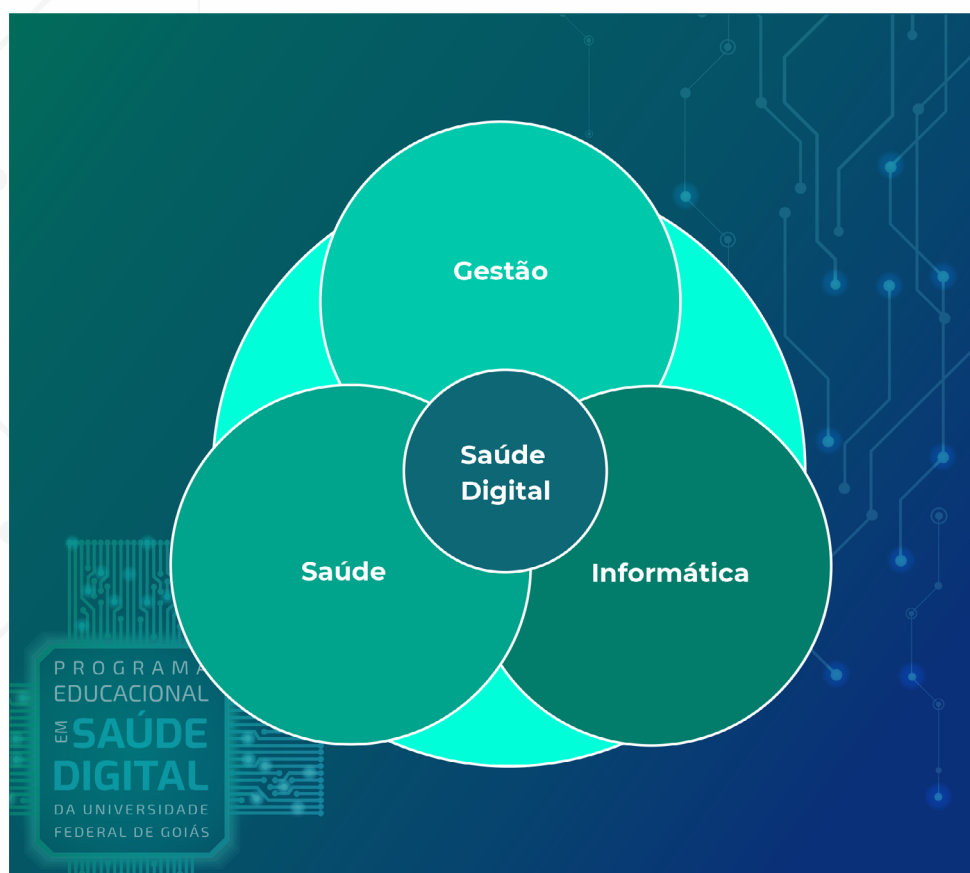 Gestão
Saúde
Digital
Saúde
Informática
PROGRAMA
EDUCACIONAL
EM SAÚDE
DIGITAL
DA UNIVERSIDADE
FEDERAL DE GOIÁS